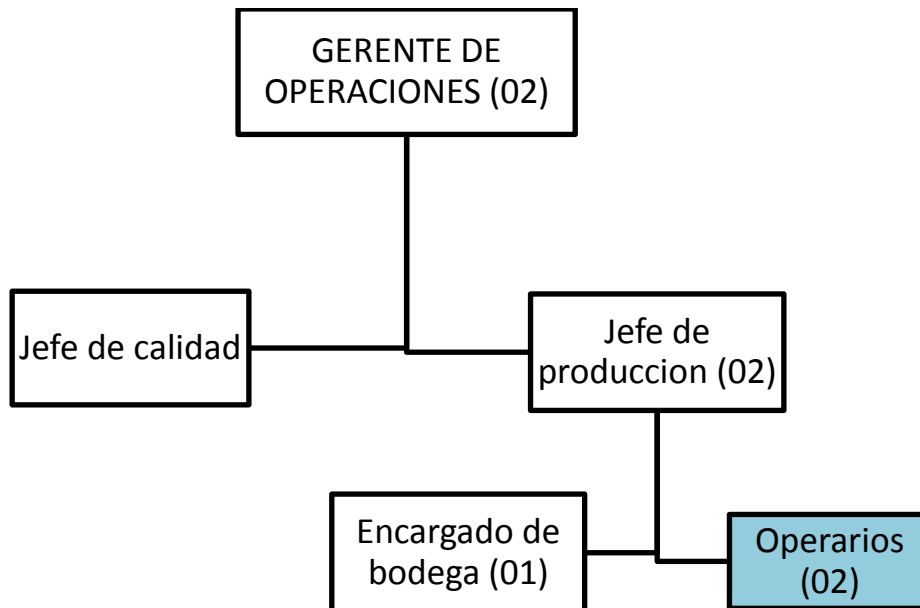 GERENTE DE
OPERACIONES (02)
Jefe de calidad
Jefe de
produccion (02)
Encargado de
bodega (01)
Operarios
(02)